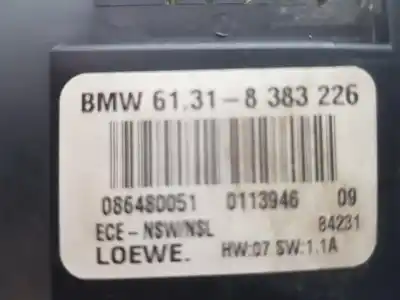 BMW 61.31-8 383 226
086480051 0113946 09
ECE-NSW/NSL 84231
LOEWE. HW:07 SW:1.1A